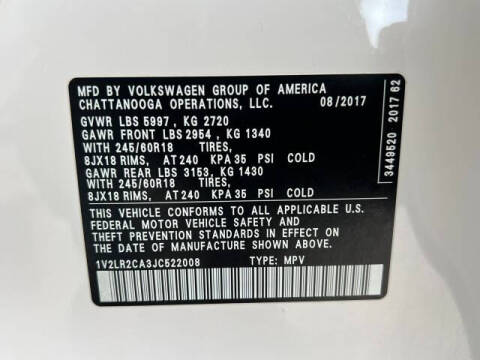 MFD BY VOLKSWAGEN GROUP OF AMERICA
CHATTANOOGA OPERATIONS, LLC. 08/2017
GVWR LBS 5997 , KG 2720
GAWR FRONT LBS 2954 , KG 1340
WITH 245/60R18 TIRES,
8JX18 RIMS, AT 240 KPA 35 PSI COLD
GAWR REAR LBS 3153, KG 1430
WITH 245/60R18 TIRES,
8JX18 RIMS, AT 240 KPA 35 PSI COLD
THIS VEHICLE CONFORMS TO ALL APPLICABLE U.S.
FEDERAL MOTOR VEHICLE SAFETY AND
THEFT PREVENTION STANDARDS IN EFFECT ON
THE DATE OF MANUFACTURE SHOWN ABOVE.
1V2LR2CA3JC522008 TYPE: MPV
3449520 2017 62